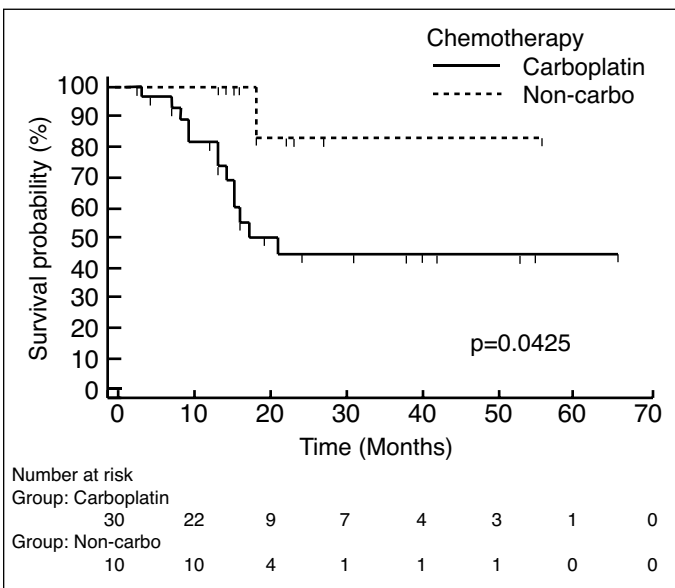 Chemotherapy
Carboplatin
Non-carbo
Survival probability (%)
100
90
80
70
60
50
40
30
20
10
0
p=0.0425
0 10 20 30 40 50 60 70
Time (Months)
Number at risk
Group: Carboplatin
30 22 9 7 4 3 1 0
Group: Non-carbo
10 10 4 1 1 1 0 0